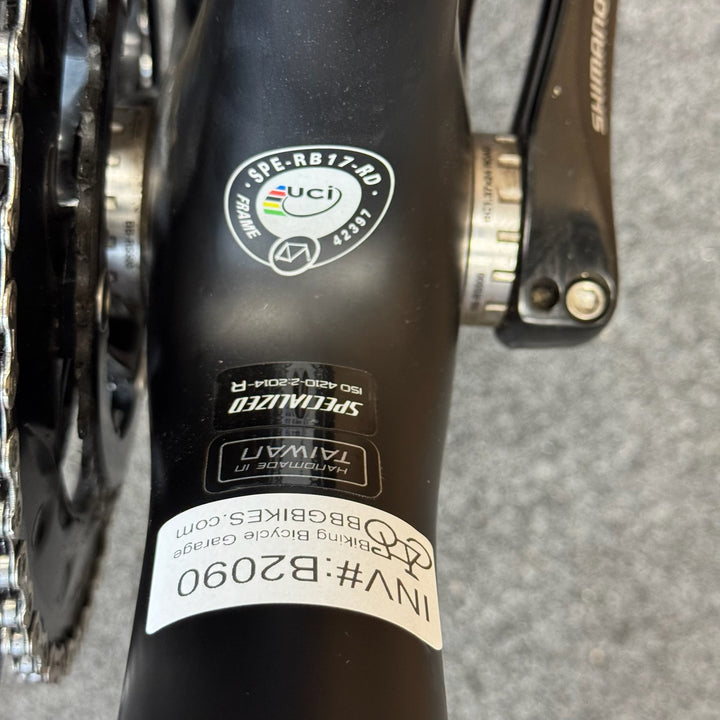 SPE-RB17-RD
uci
FRAME
42397
SHIMANO
SPECIALIZED
ISO 4210-2:2014-R
HANDMADE IN
TAIWAN
INV#:B2090
Biking Bicycle Garage
BBGBIKES.com